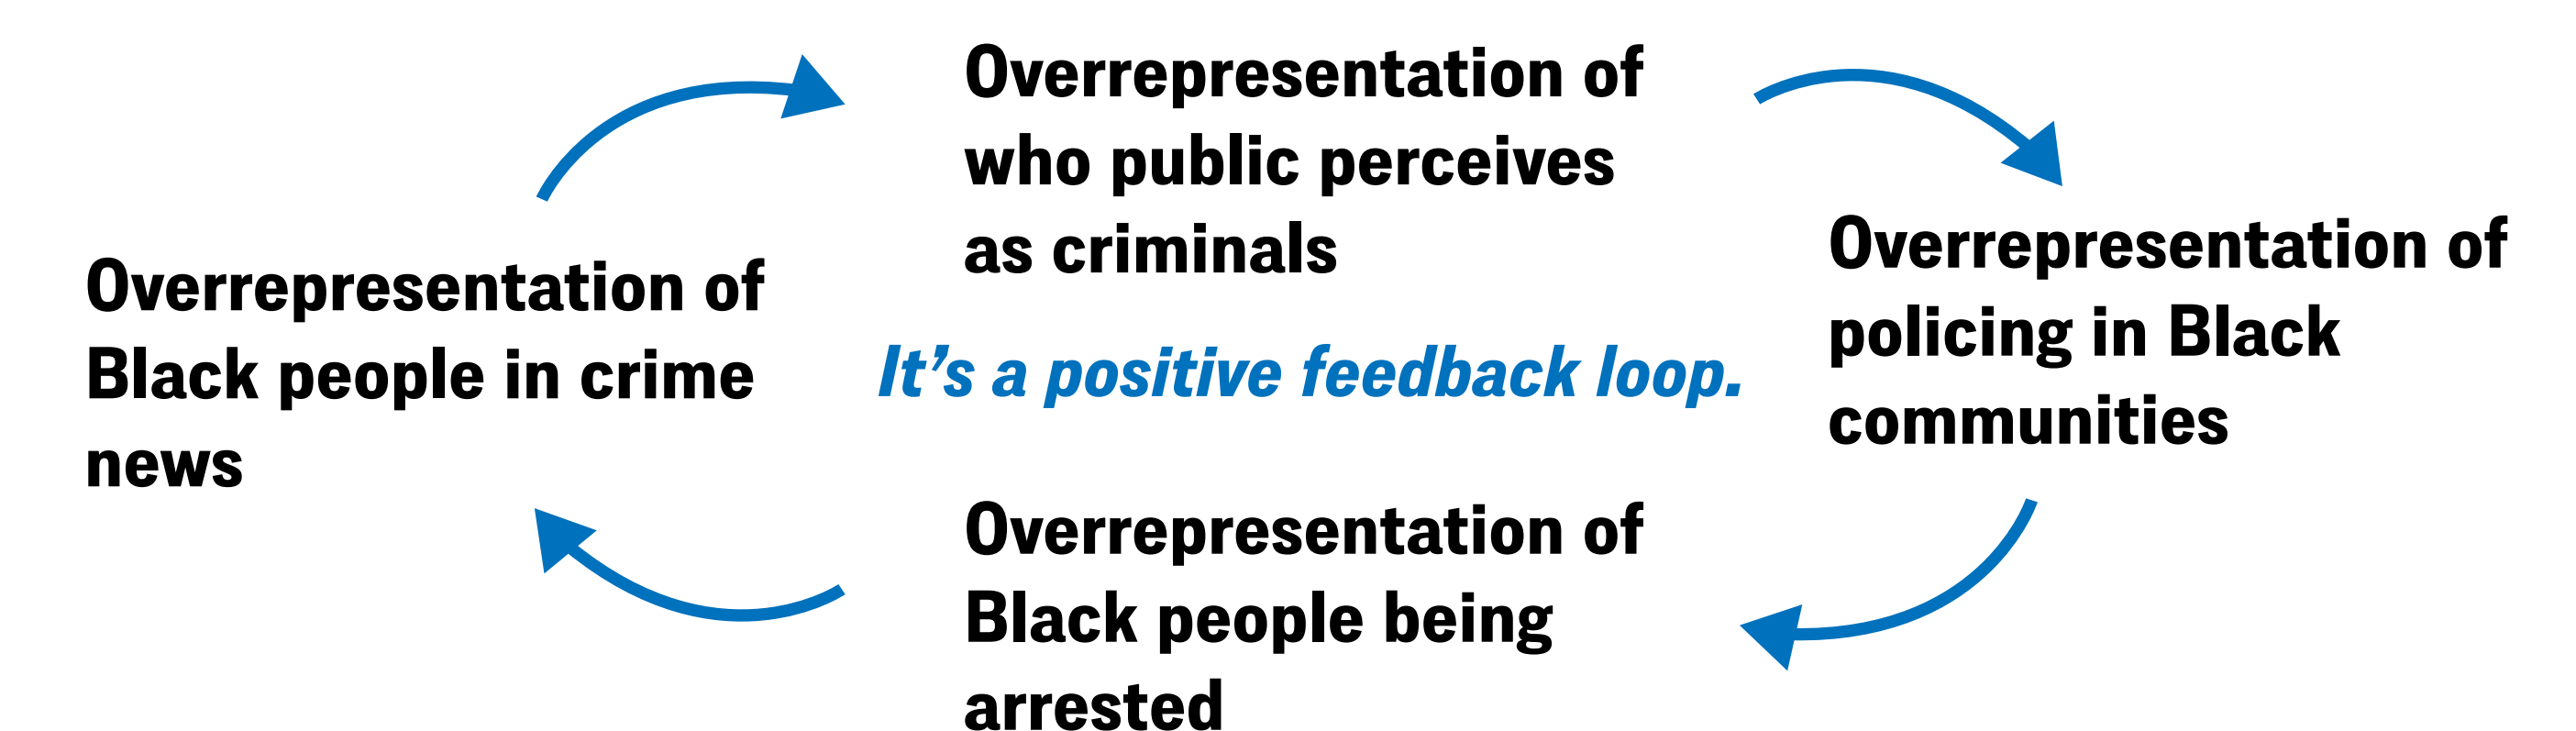 Overrepresentation of
who public perceives
as criminals
Overrepresentation of
policing in Black
communities
Overrepresentation of
Black people being
arrested
Overrepresentation of
Black people in crime
news
It’s a positive feedback loop.